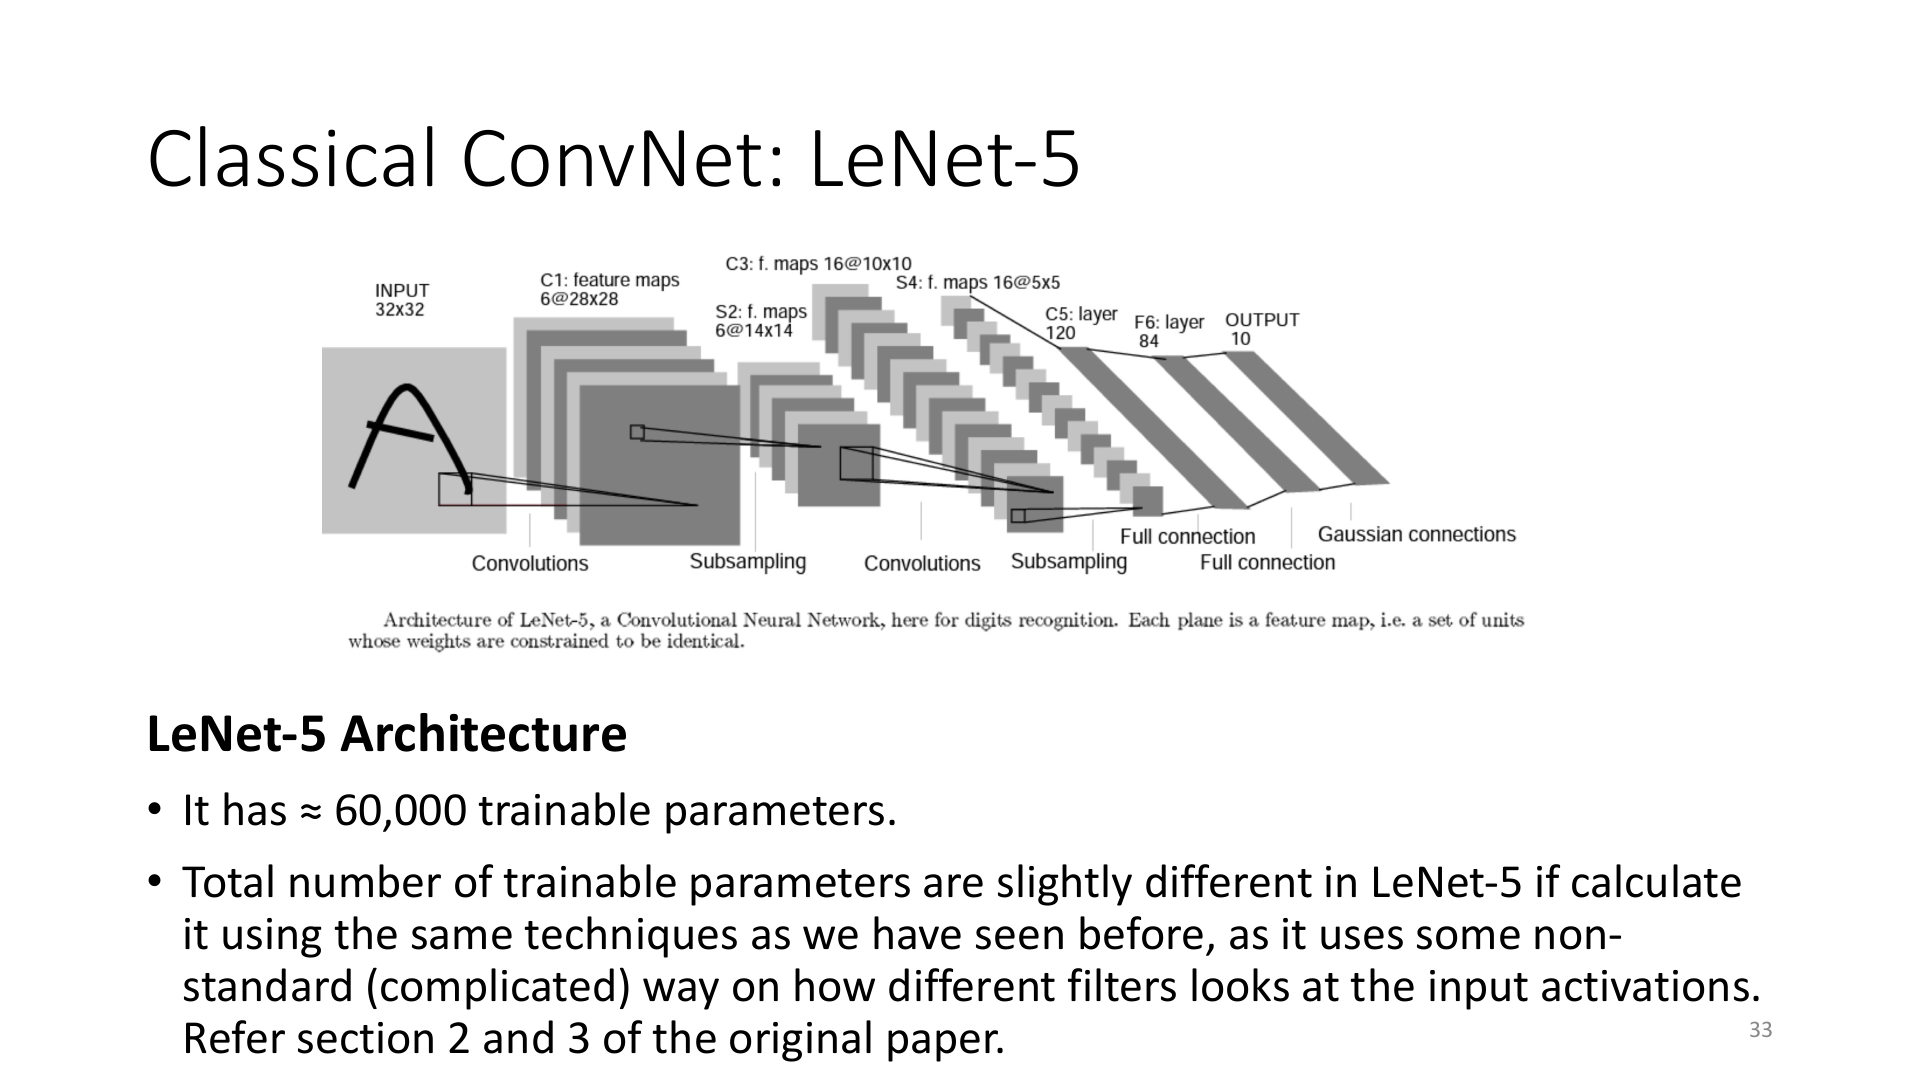 Classical ConvNet: LeNet-5
INPUT
32x32
C1: feature maps
6@28x28
S2: f. maps
6@14x14
C3: f. maps 16@10x10
S4: f. maps 16@5x5
C5: layer
120
F6: layer
84
OUTPUT
10
Convolutions
Subsampling
Convolutions
Subsampling
Full connection
Full connection
Gaussian connections
Architecture of LeNet-5, a Convolutional Neural Network, here for digits recognition. Each plane is a feature map, i.e. a set of units
whose weights are constrained to be identical.
LeNet-5 Architecture
• It has ≈ 60,000 trainable parameters.
• Total number of trainable parameters are slightly different in LeNet-5 if calculate
it using the same techniques as we have seen before, as it uses some non-
standard (complicated) way on how different filters looks at the input activations.
Refer section 2 and 3 of the original paper.
33